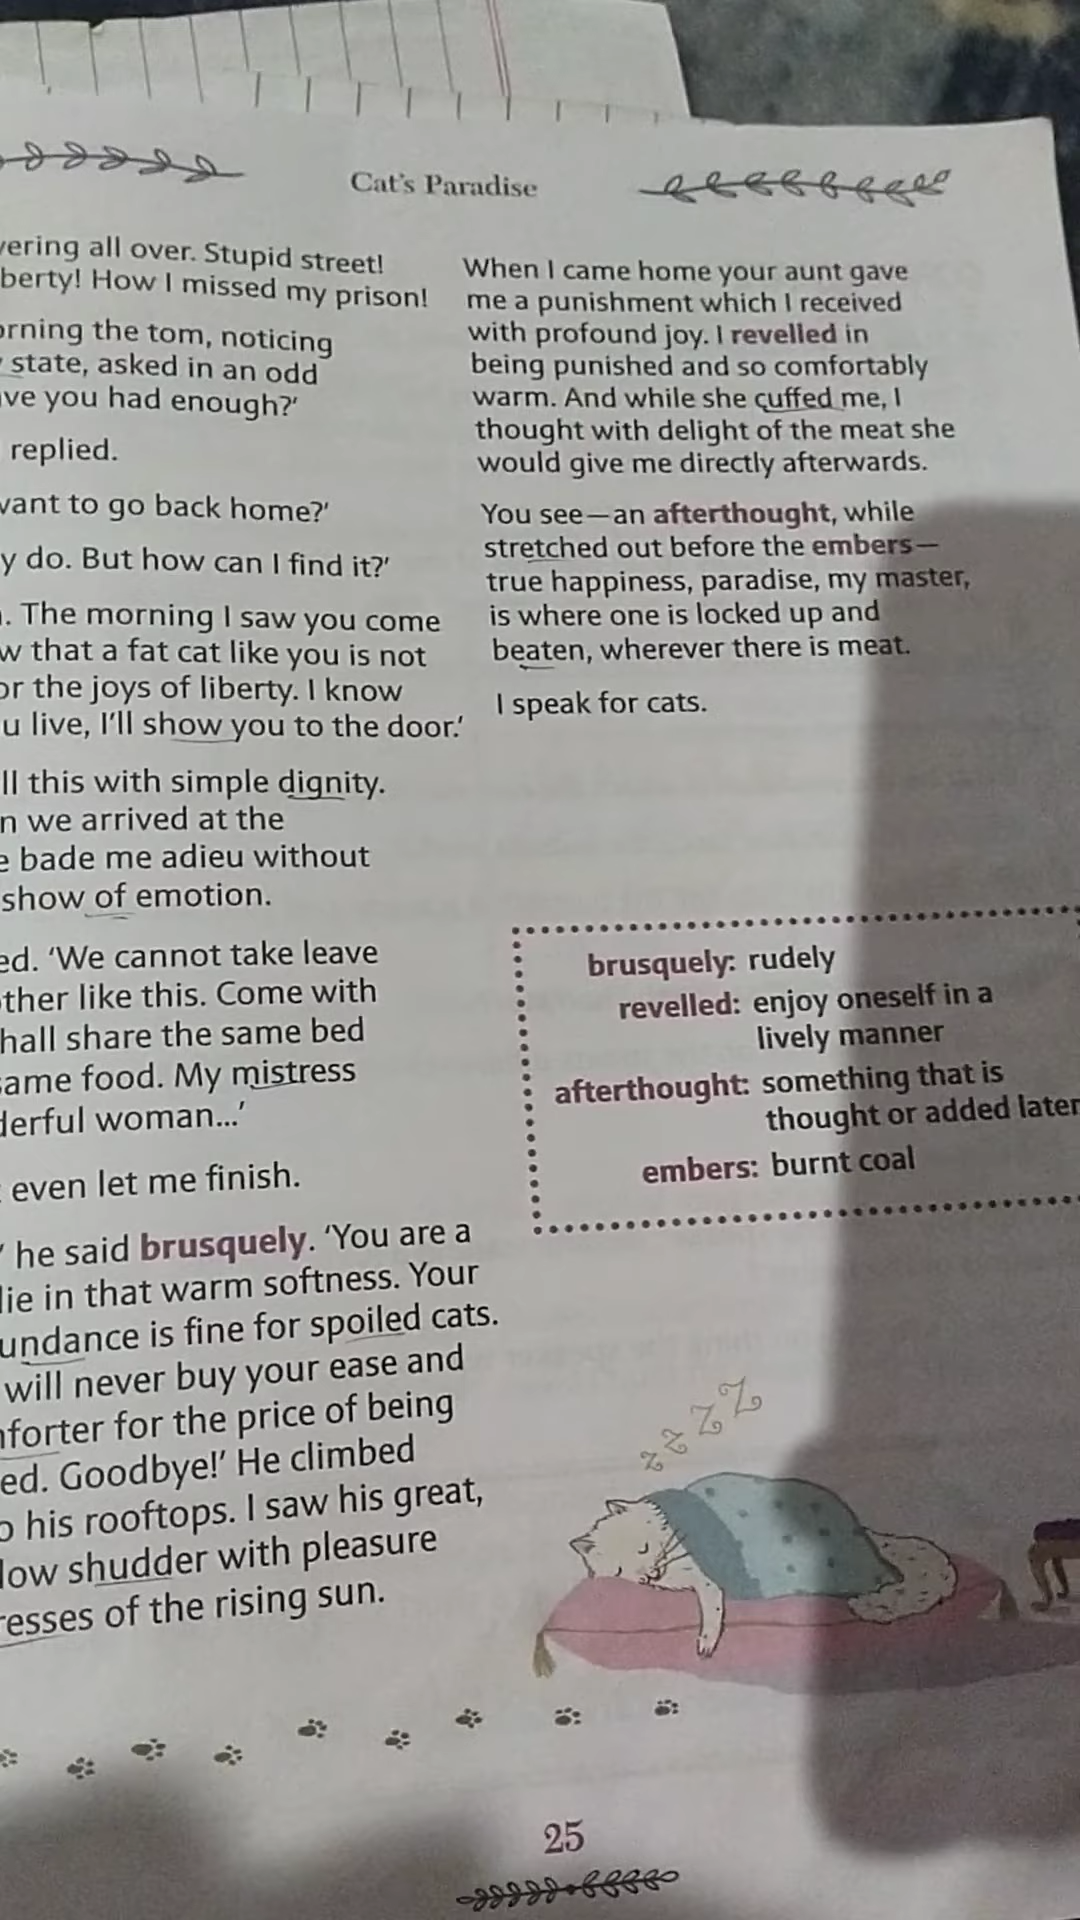 Cat's Paradise
vering all over. Stupid street!
berty! How I missed my prison!
orning the tom, noticing
state, asked in an odd
ave you had enough?'
replied.
want to go back home?'
y do. But how can I find it?'
. The morning I saw you come
w that a fat cat like you is not
or the joys of liberty. I know
u live, I'll show you to the door.'
ll this with simple dignity.
n we arrived at the
e bade me adieu without
show of emotion.
ed. 'We cannot take leave
other like this. Come with
hall share the same bed
same food. My mistress
derful woman...'
even let me finish.
' he said brusquely. 'You are a
lie in that warm softness. Your
undance is fine for spoiled cats.
will never buy your ease and
forter for the price of being
ed. Goodbye!' He climbed
o his rooftops. I saw his great,
low shudder with pleasure
resses of the rising sun.
When I came home your aunt gave
me a punishment which I received
with profound joy. I revelled in
being punished and so comfortably
warm. And while she cuffed me, I
thought with delight of the meat she
would give me directly afterwards.
You see—an afterthought, while
stretched out before the embers—
true happiness, paradise, my master,
is where one is locked up and
beaten, wherever there is meat.
I speak for cats.
brusquely: rudely
revelled: enjoy oneself in a
lively manner
afterthought: something that is
thought or added later
embers: burnt coal
z z Z Z
25